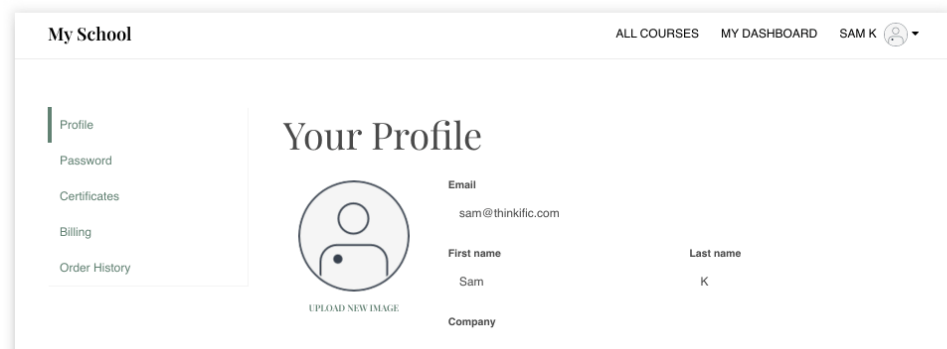 My School
ALL COURSES MY DASHBOARD SAM K
Profile
Password
Certificates
Billing
Order History
Your Profile
UPLOAD NEW IMAGE
Email
sam@thinkific.com
First name Last name
Sam K
Company